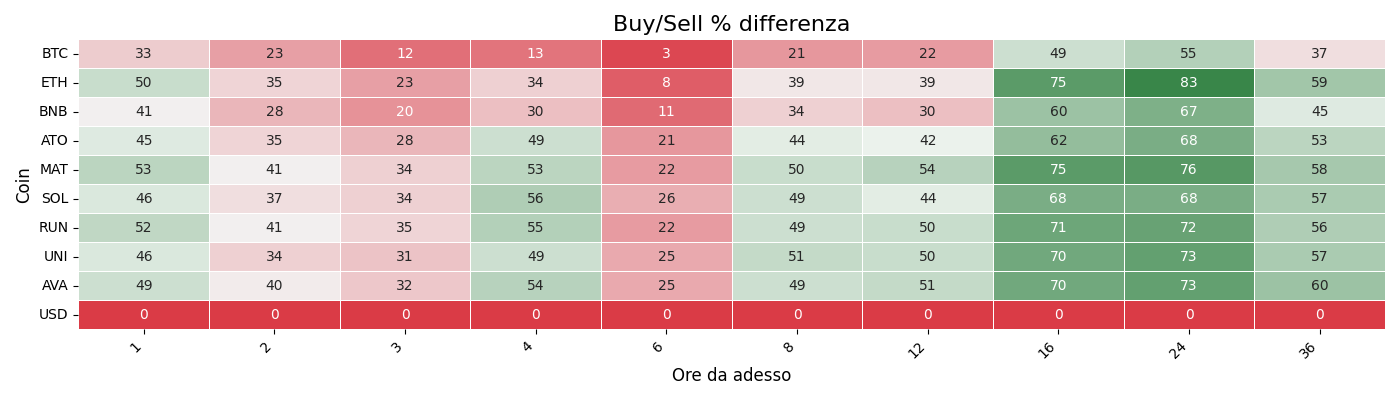 Buy/Sell % differenza
Coin
BTC 33 23 12 13 3 21 22 49 55 37
ETH 50 35 23 34 8 39 39 75 83 59
BNB 41 28 20 30 11 34 30 60 67 45
ATO 45 35 28 49 21 44 42 62 68 53
MAT 53 41 34 53 22 50 54 75 76 58
SOL 46 37 34 56 26 49 44 68 68 57
RUN 52 41 35 55 22 49 50 71 72 56
UNI 46 34 31 49 25 51 50 70 73 57
AVA 49 40 32 54 25 49 51 70 73 60
USD 0 0 0 0 0 0 0 0 0 0
1 2 3 4 6 8 12 16 24 36
Ore da adesso